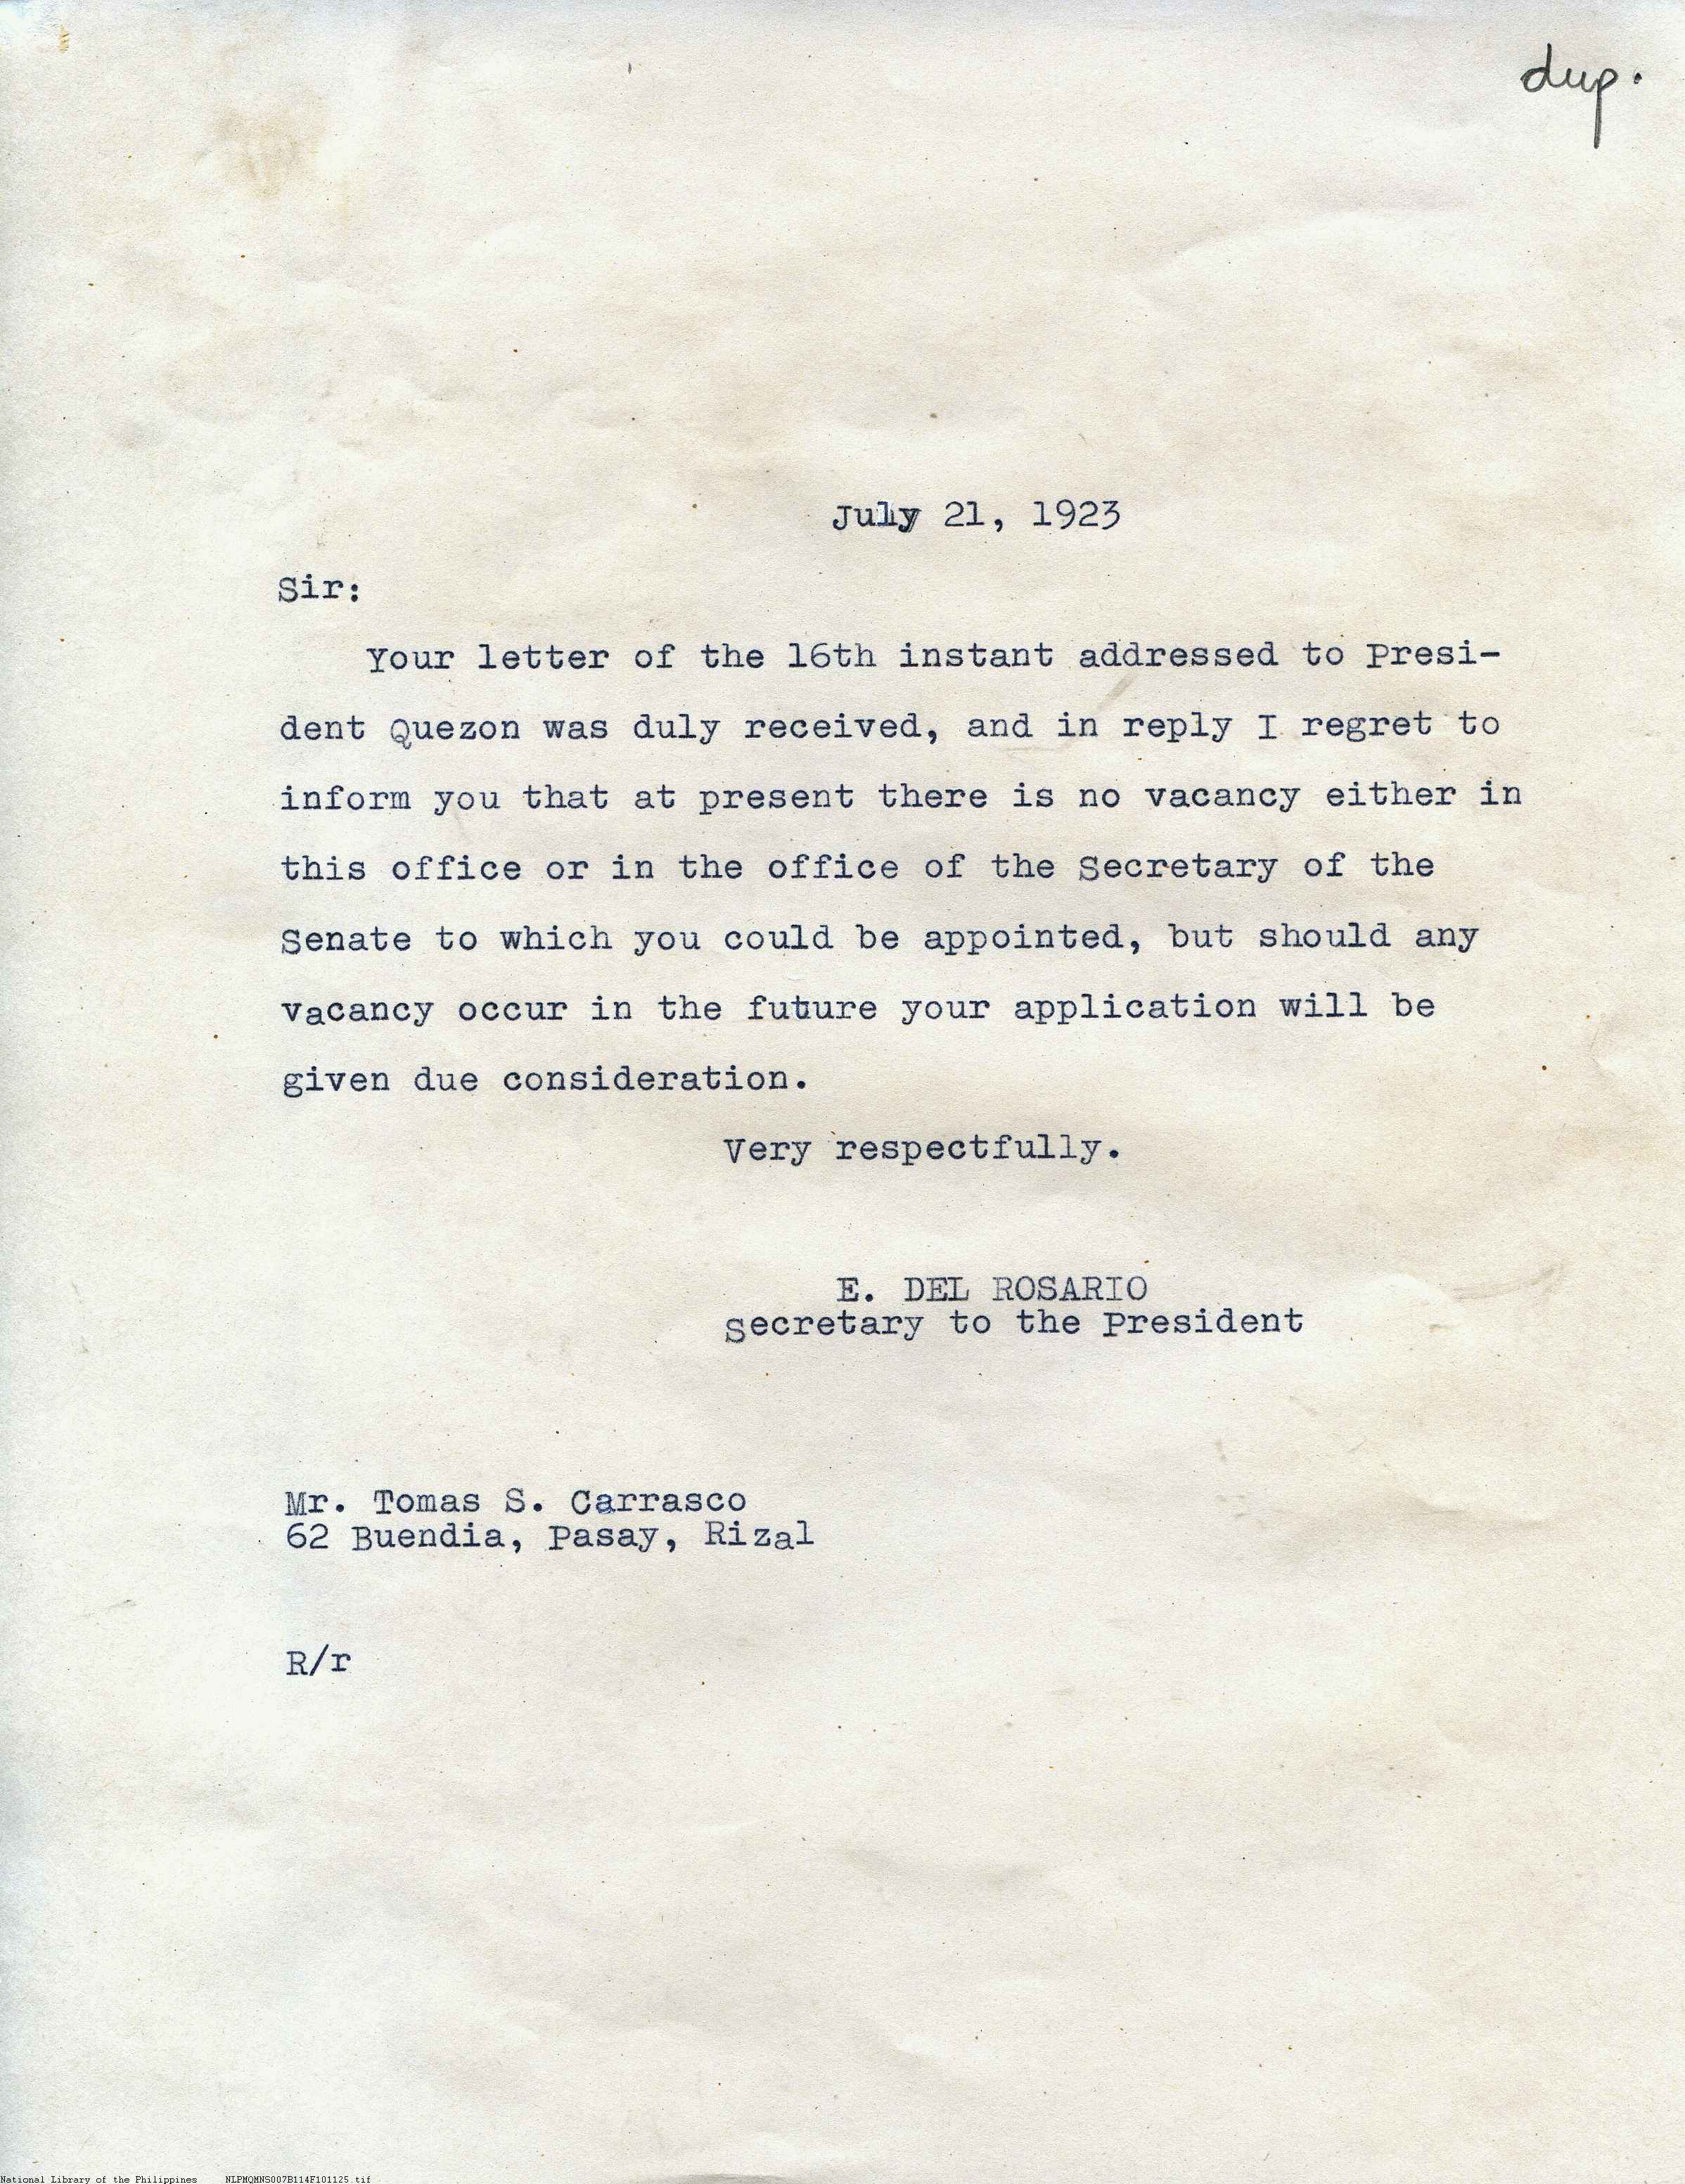 dup.
July 21, 1923
Sir:
Your letter of the 16th instant addressed to Presi-
dent Quezon was duly received, and in reply I regret to
inform you that at present there is no vacancy either in
this office or in the office of the Secretary of the
Senate to which you could be appointed, but should any
vacancy occur in the future your application will be
given due consideration.
Very respectfully.
E. DEL ROSARIO
Secretary to the President
Mr. Tomas S. Carrasco
62 Buendia, Pasay, Rizal
R/r
National Library of the Philippines NLPMQMNS007B114F101125.tif